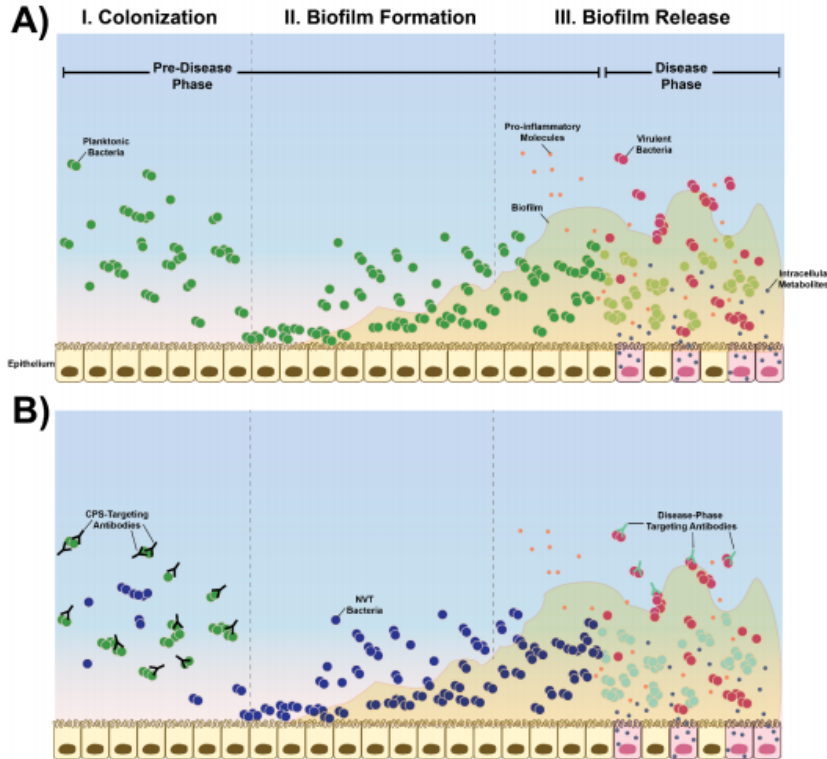 A)
I. Colonization
II. Biofilm Formation
III. Biofilm Release
Pre-Disease
Phase
Disease
Phase
Planktonic
Bacteria
Pro-inflammatory
Molecules
Virulent
Bacteria
Biofilm
Intracellular
Metabolites
Epithelium
B)
CPS-Targeting
Antibodies
Disease-Phase
Targeting Antibodies
NVT
Bacteria